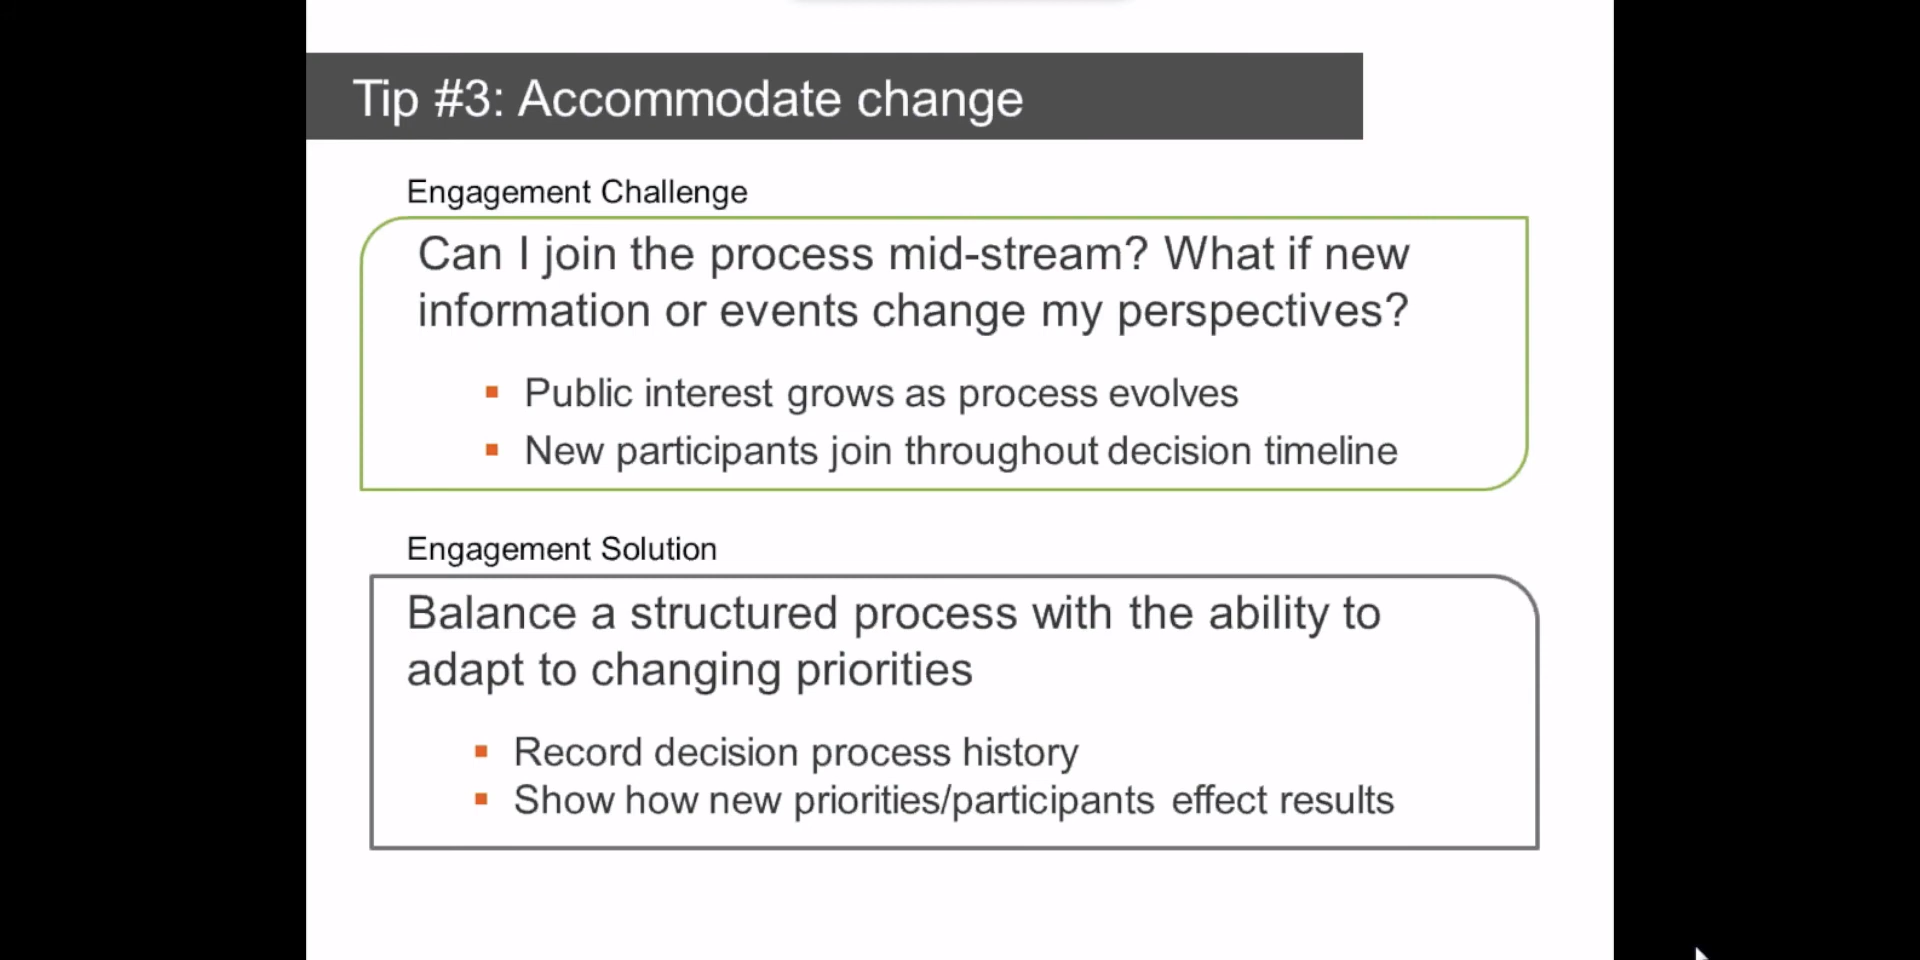 Tip #3: Accommodate change
Engagement Challenge
Can I join the process mid-stream? What if new
information or events change my perspectives?
▪ Public interest grows as process evolves
▪ New participants join throughout decision timeline
Engagement Solution
Balance a structured process with the ability to
adapt to changing priorities
▪ Record decision process history
▪ Show how new priorities/participants effect results